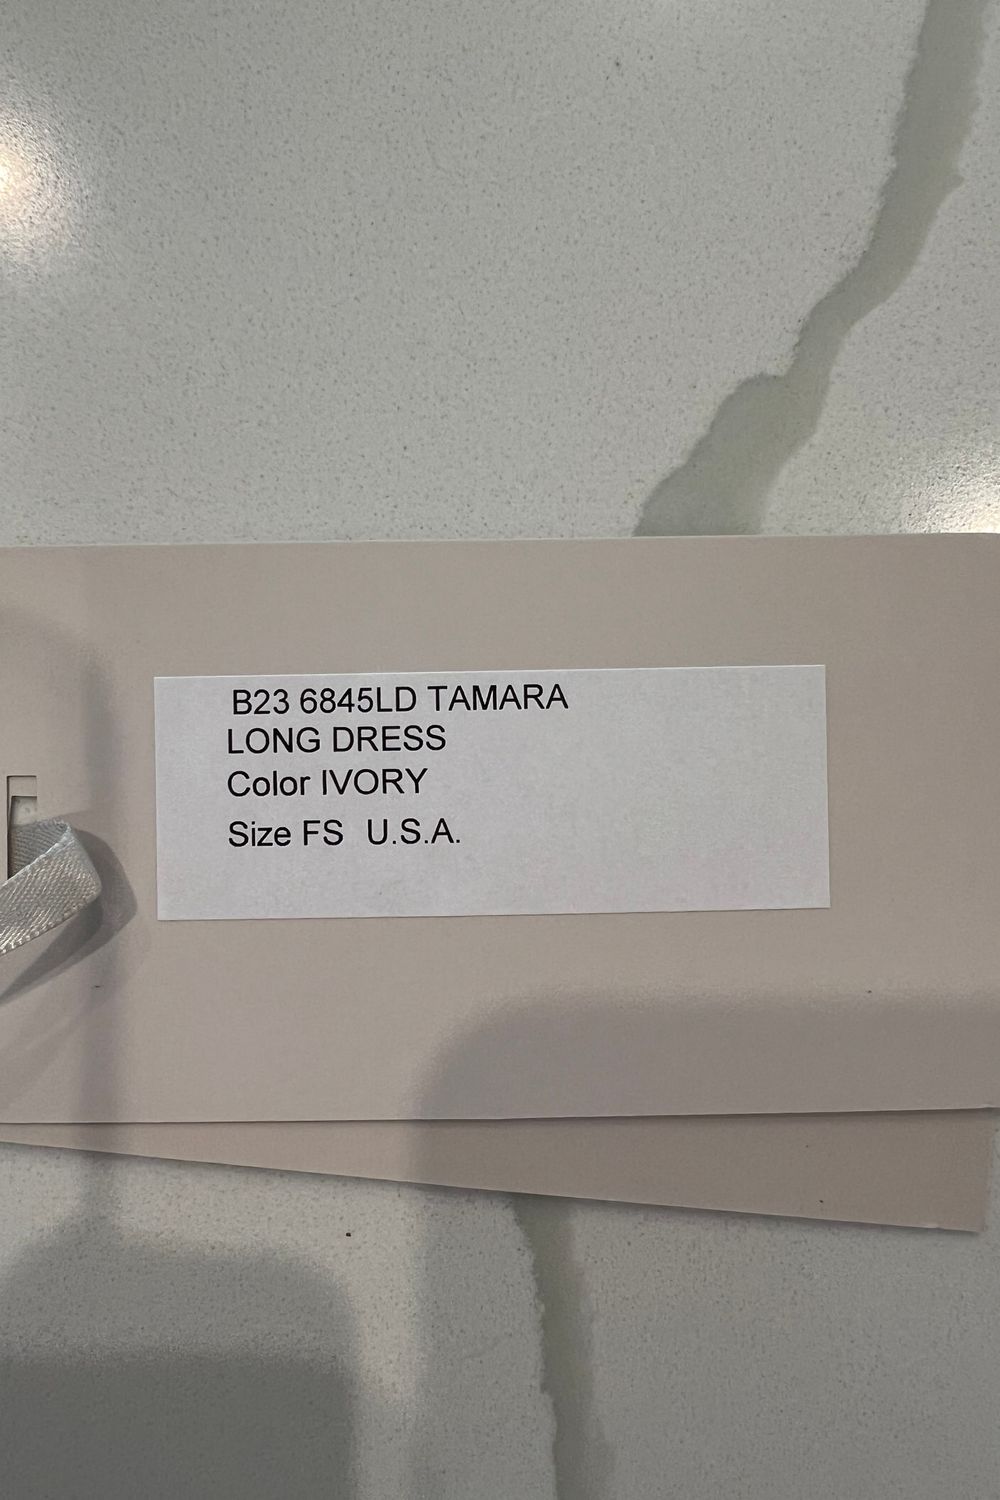 B23 6845LD TAMARA
LONG DRESS
Color IVORY
Size FS U.S.A.